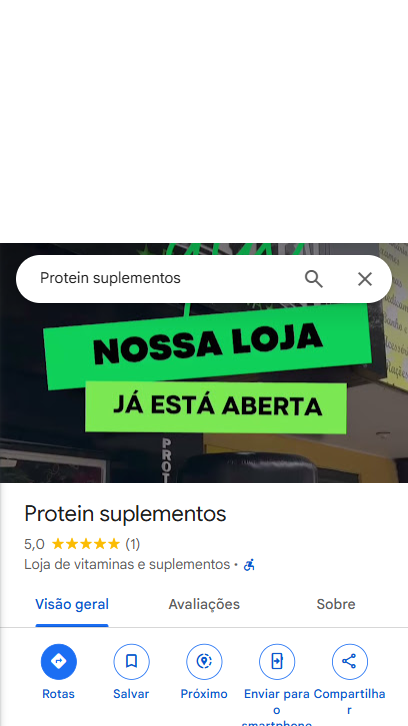 Protein suplementos
NOSSA LOJA
JÁ ESTÁ ABERTA
PROT
Protein suplementos
5,0 (1)
Loja de vitaminas e suplementos ·
Visão geral Avaliações Sobre
Rotas Salvar Próximo Enviar para o smartphone Compartilhar